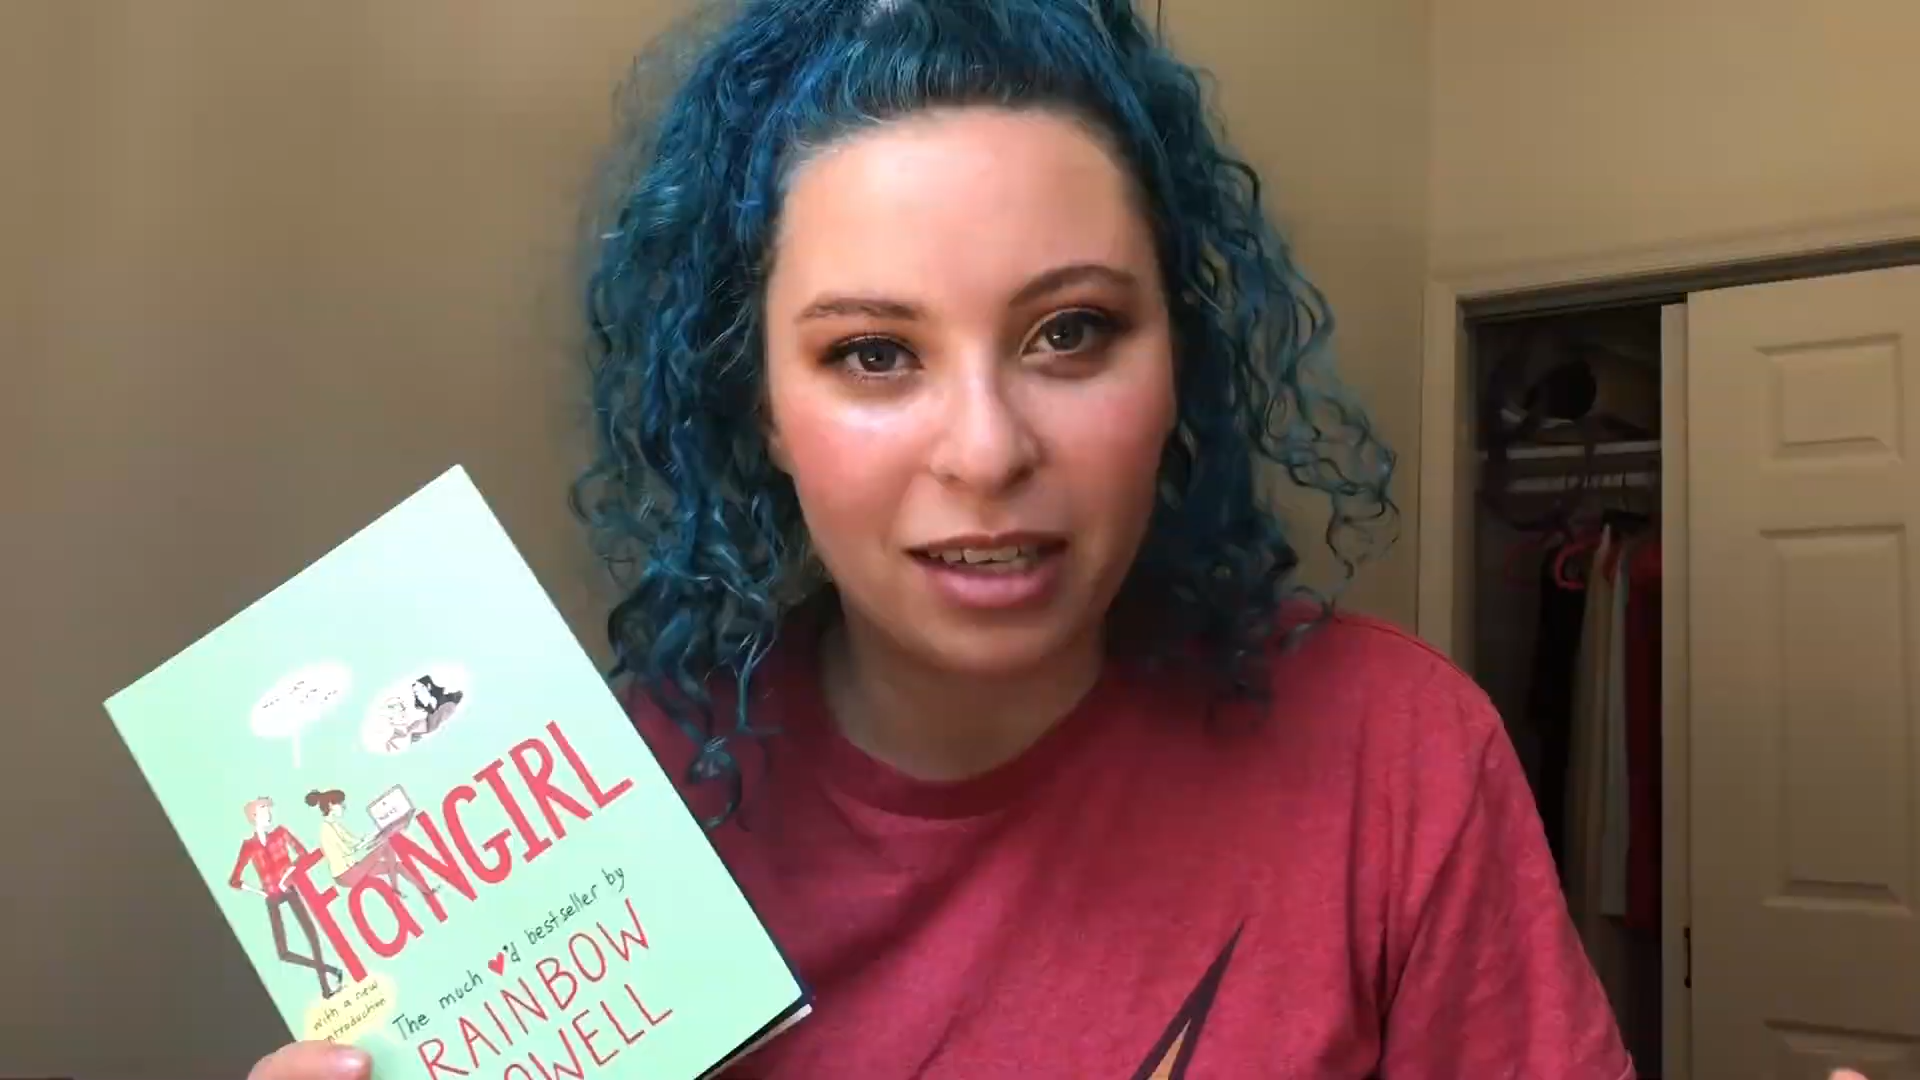 FaNGIRL
The much ♥'d bestseller by
RAINBOW
OWELL
with a new
introduction